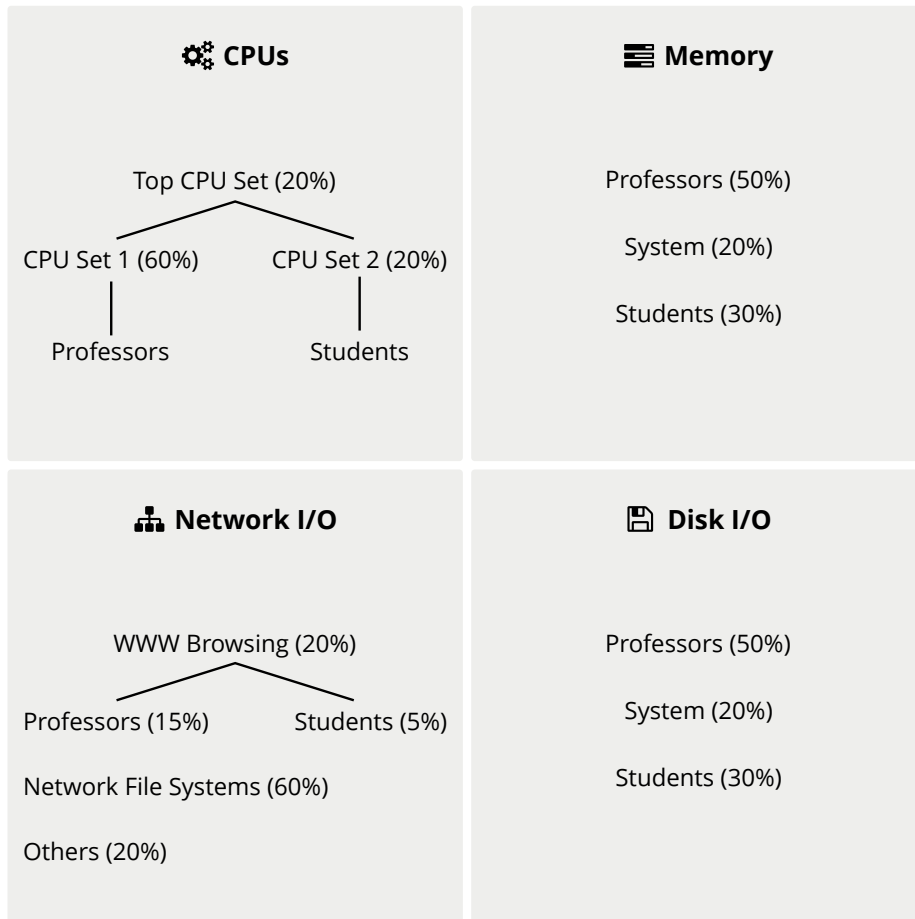 CPUs
Top CPU Set (20%)
CPU Set 1 (60%) CPU Set 2 (20%)
Professors Students
Memory
Professors (50%)
System (20%)
Students (30%)
Network I/O
WWW Browsing (20%)
Professors (15%) Students (5%)
Network File Systems (60%)
Others (20%)
Disk I/O
Professors (50%)
System (20%)
Students (30%)